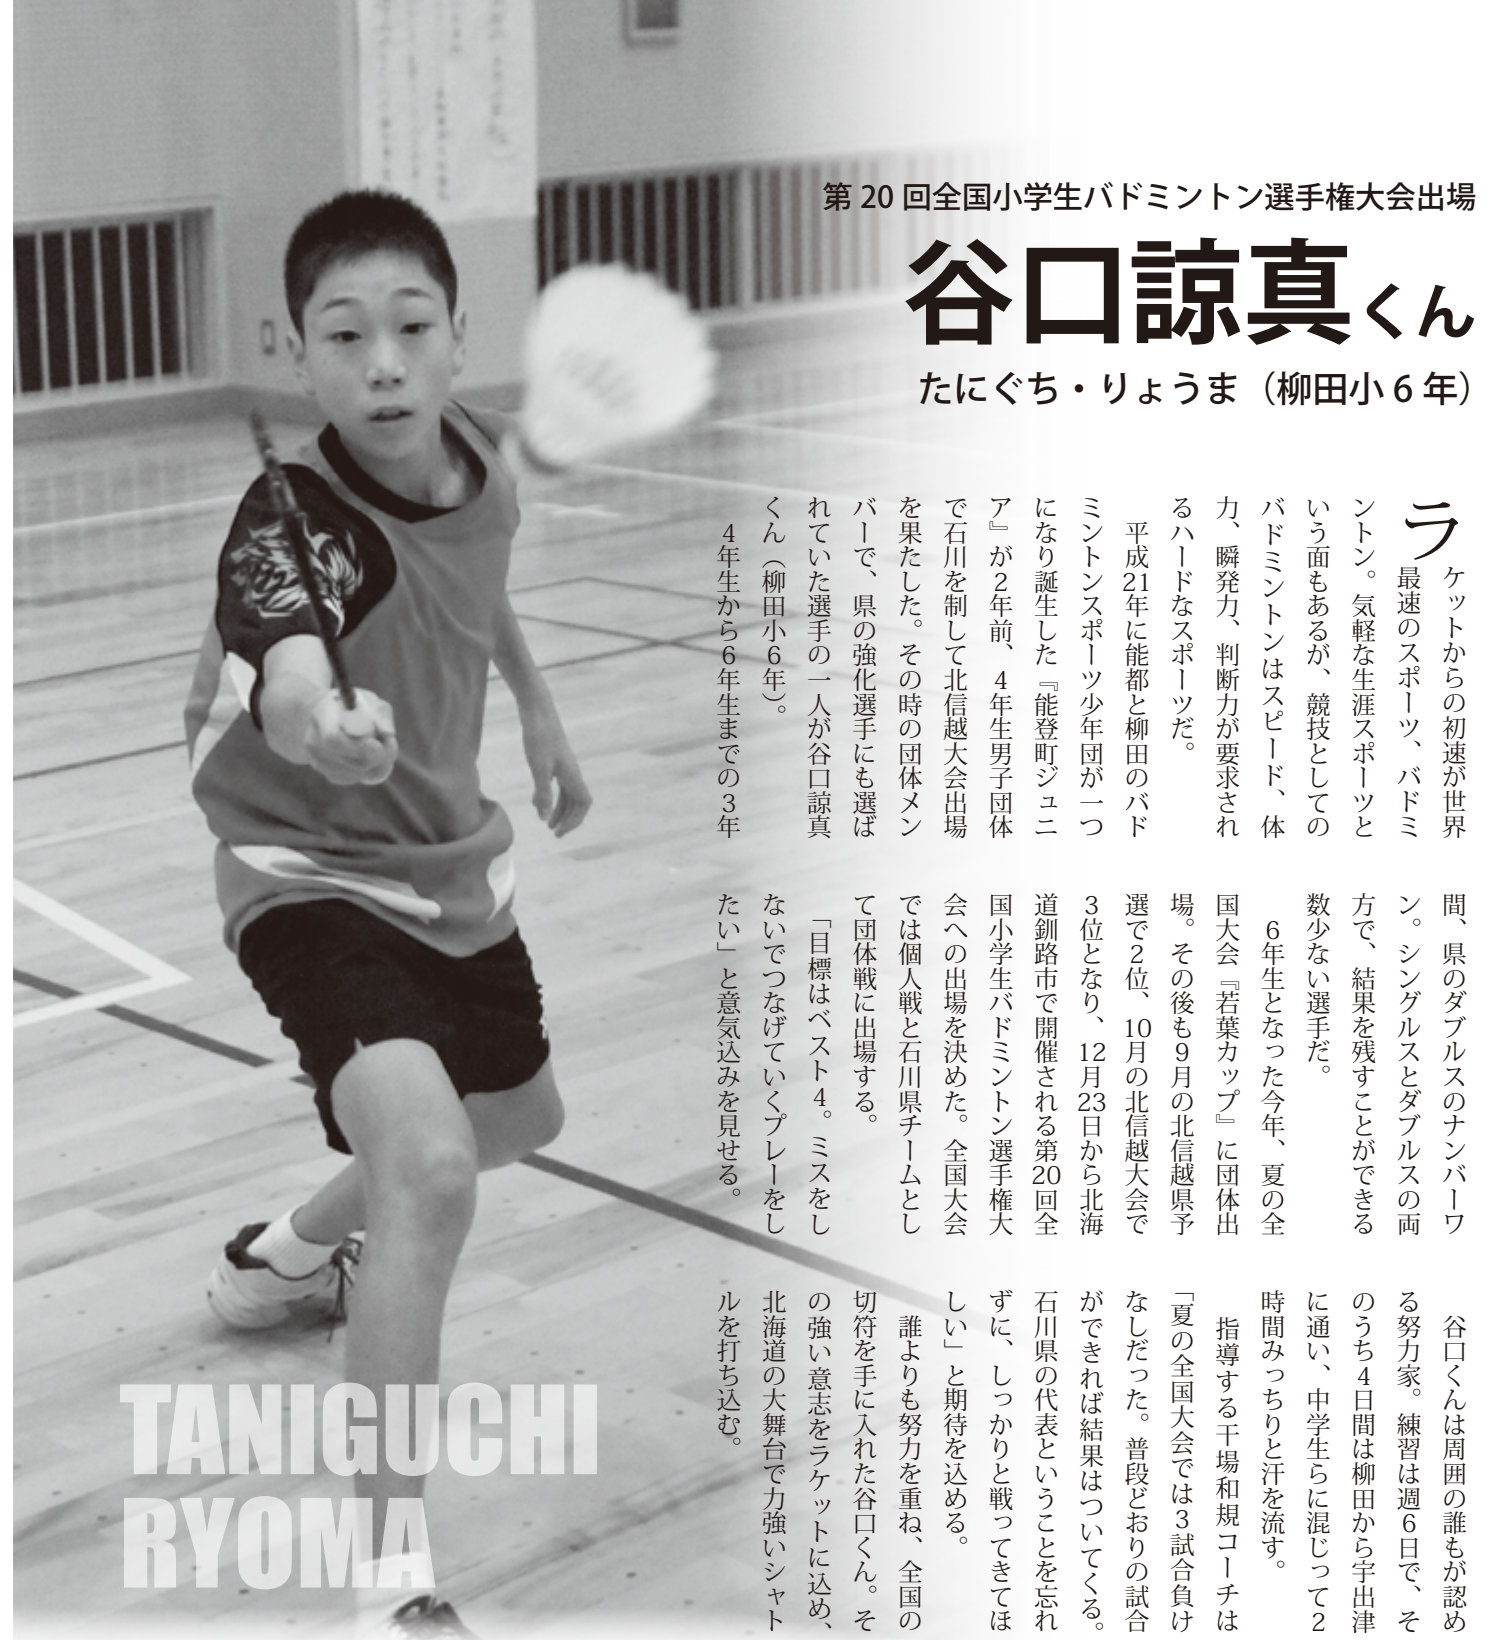 第20回全国小学生バドミントン選手権大会出場
谷口諒真くん
たにぐち・りょうま（柳田小６年）
ラケットからの初速が世界
最速のスポーツ、バドミ
ントン。気軽な生涯スポーツと
いう面もあるが、競技としての
バドミントンはスピード、体
力、瞬発力、判断力が要求され
るハードなスポーツだ。
平成21年に能都と柳田のバド
ミントンスポーツ少年団が一つ
になり誕生した『能登町ジュニ
ア』が２年前、４年生男子団体
で石川を制して北信越大会出場
を果たした。その時の団体メン
バーで、県の強化選手にも選ば
れていた選手の一人が谷口諒真
くん（柳田小６年）。
４年生から６年生までの３年
間、県のダブルスのナンバーワ
ン。シングルスとダブルスの両
方で、結果を残すことができる
数少ない選手だ。
６年生となった今年、夏の全
国大会『若葉カップ』に団体出
場。その後も９月の北信越県予
選で２位、10月の北信越大会で
３位となり、12月23日から北海
道釧路市で開催される第20回全
国小学生バドミントン選手権大
会への出場を決めた。全国大会
では個人戦と石川県チームとし
て団体戦に出場する。
「目標はベスト４。ミスをし
ないでつなげていくプレーをし
たい」と意気込みを見せる。
谷口くんは周囲の誰もが認め
る努力家。練習は週６日で、そ
のうち４日間は柳田から宇出津
に通い、中学生らに混じって２
時間みっちりと汗を流す。
指導する干場和規コーチは
「夏の全国大会では３試合負け
なしだった。普段どおりの試合
ができれば結果はついてくる。
石川県の代表ということを忘れ
ずに、しっかりと戦ってきてほ
しい」と期待を込める。
誰よりも努力を重ね、全国の
切符を手に入れた谷口くん。そ
の強い意志をラケットに込め、
北海道の大舞台で力強いシャト
ルを打ち込む。
TANIGUCHI
RYOMA